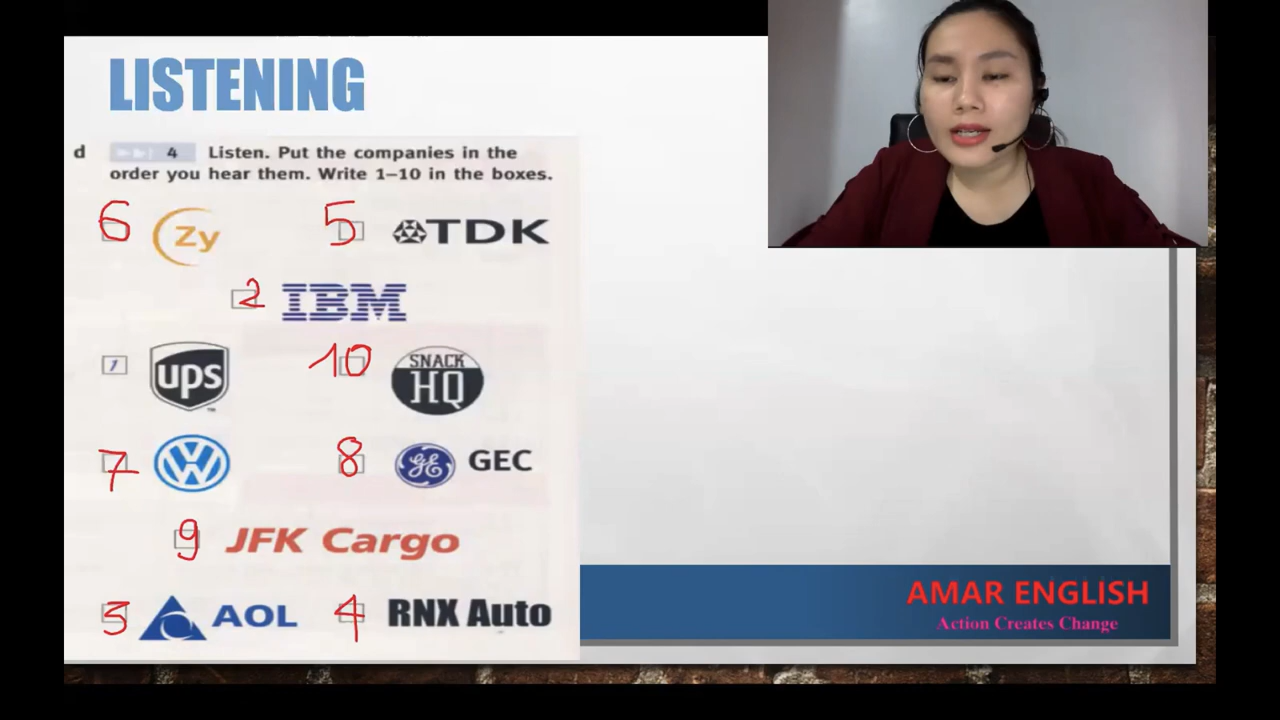 LISTENING
d 4 Listen. Put the companies in the
order you hear them. Write 1–10 in the boxes.
6 Zy 5 TDK
2 IBM
1 ups 10 SNACK HQ
7 VW 8 GE GEC
9 JFK Cargo
3 AOL 4 RNX Auto
AMAR ENGLISH
Action Creates Change